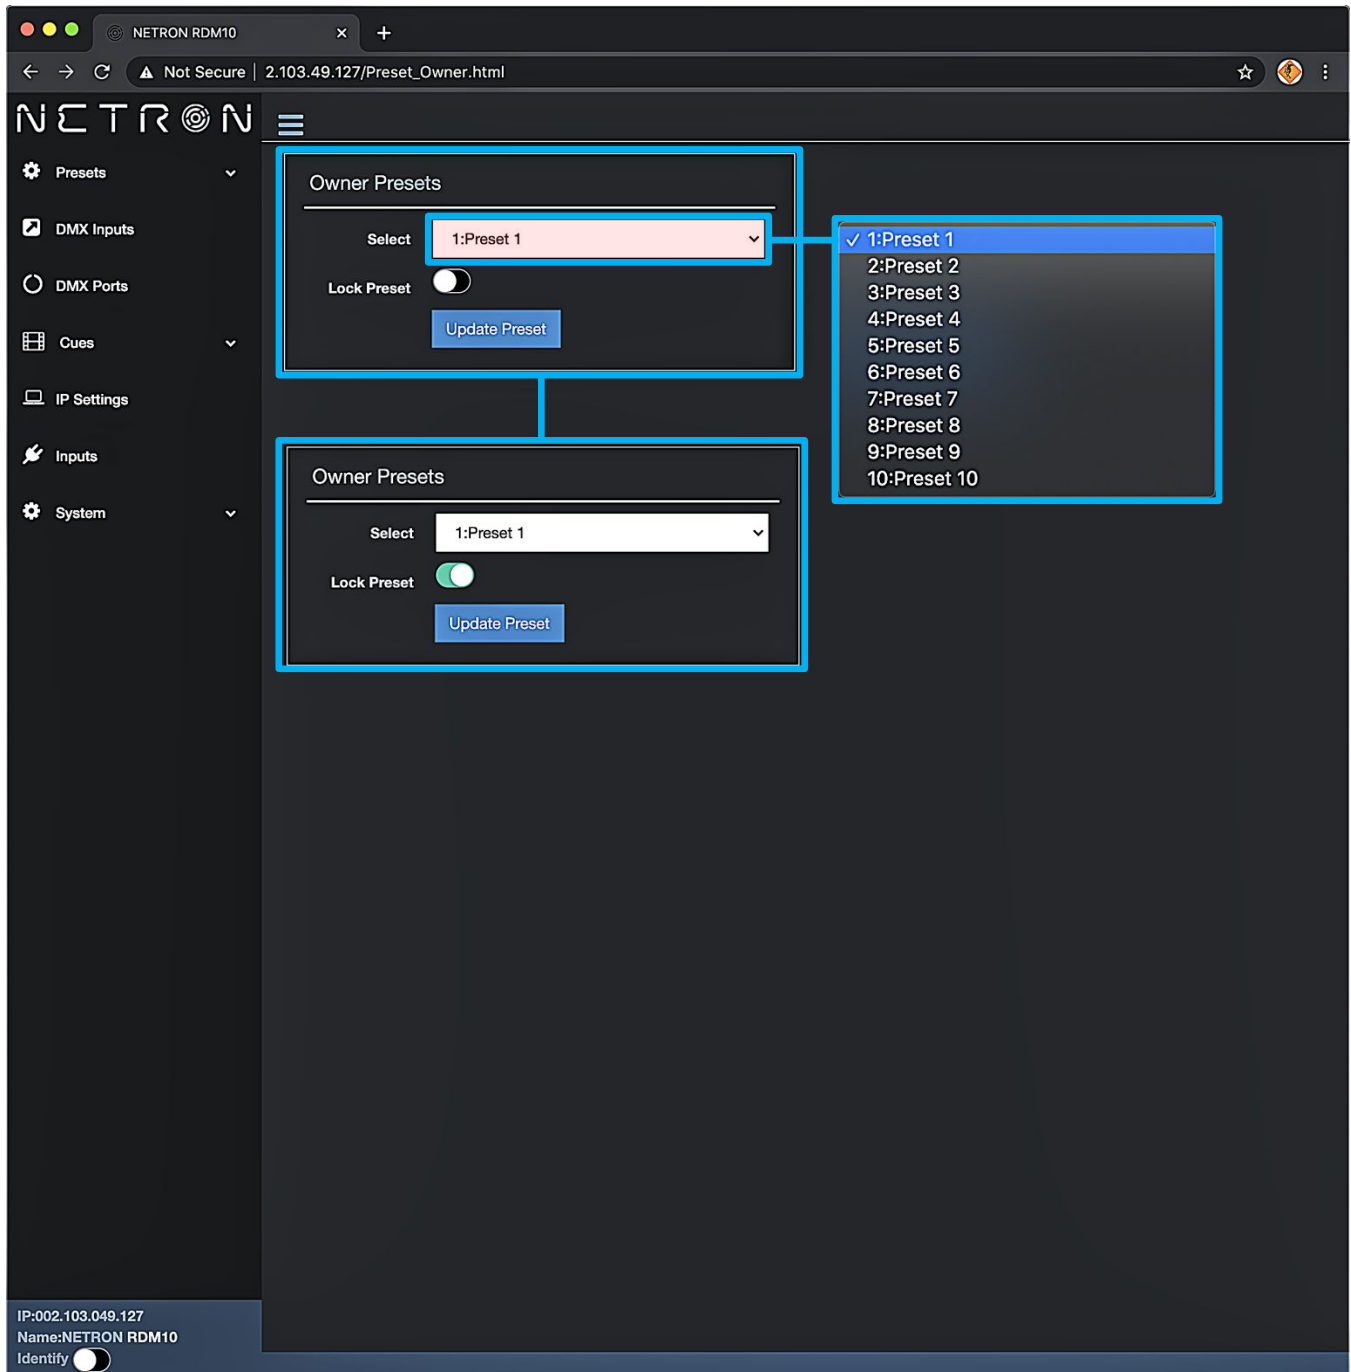 NETRON RDM10
Not Secure | 2.103.49.127/Preset_Owner.html
NETRON
Presets
DMX Inputs
DMX Ports
Cues
IP Settings
Inputs
System
Owner Presets
Select 1:Preset 1
Lock Preset
Update Preset
✓ 1:Preset 1
2:Preset 2
3:Preset 3
4:Preset 4
5:Preset 5
6:Preset 6
7:Preset 7
8:Preset 8
9:Preset 9
10:Preset 10
Owner Presets
Select 1:Preset 1
Lock Preset
Update Preset
IP:002.103.049.127
Name:NETRON RDM10
Identify